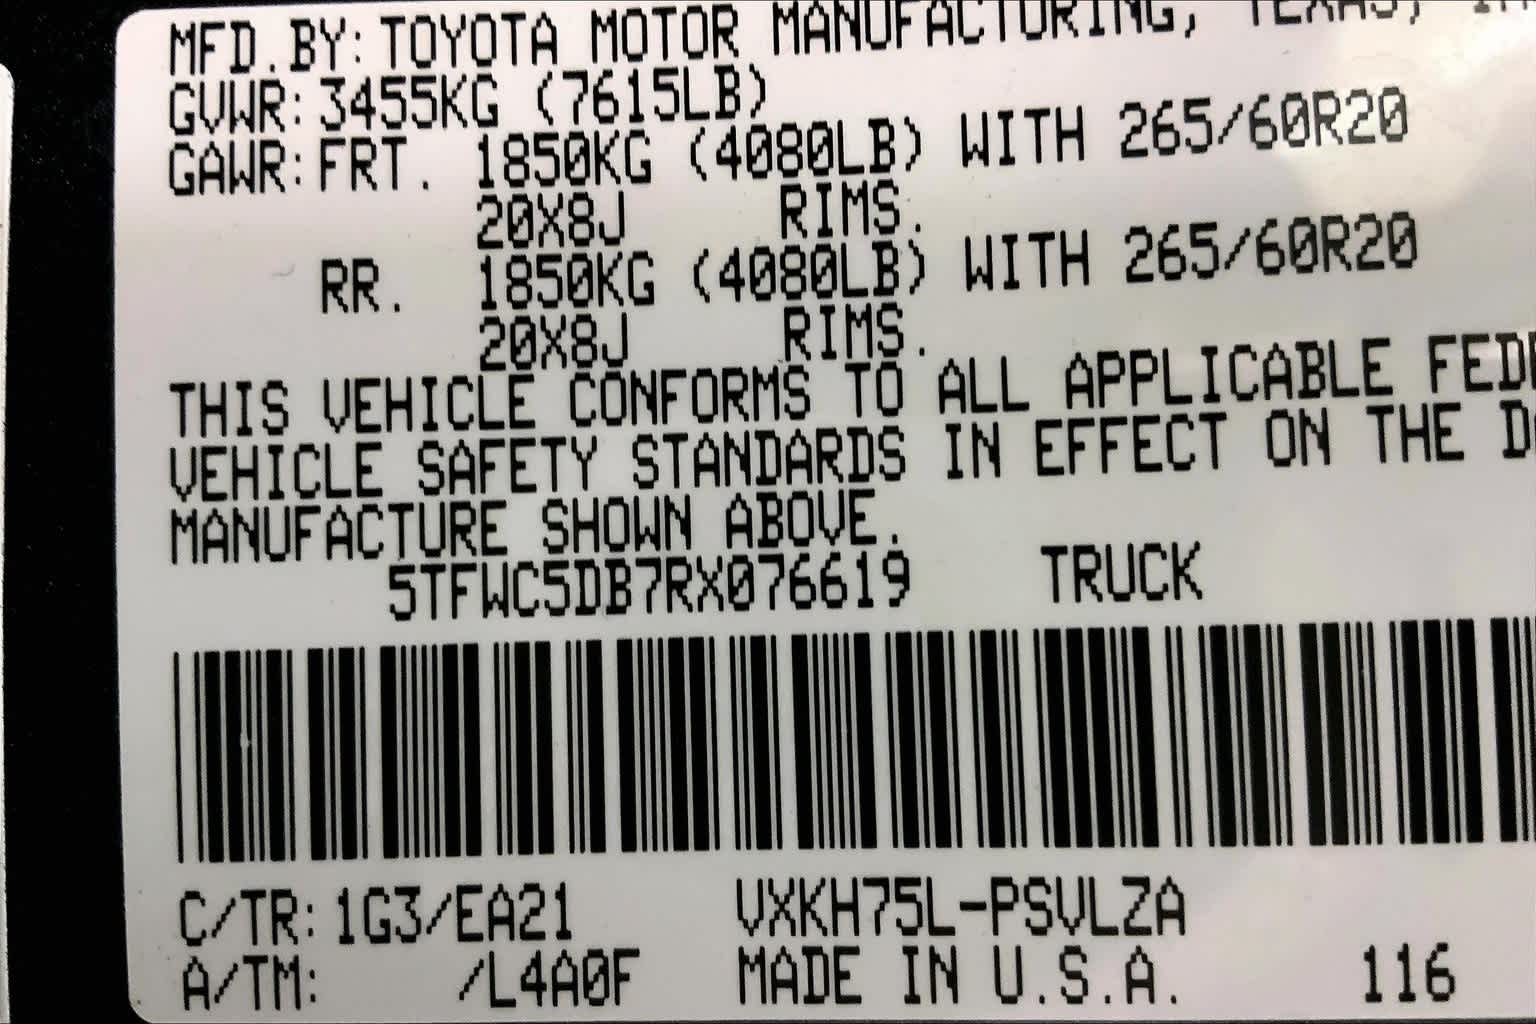 MFD.BY: TOYOTA MOTOR MANUFACTURING, TEXAS,
GVWR: 3455KG (7615LB)
GAWR: FRT. 1850KG (4080LB) WITH 265/60R20
20X8J RIMS.
RR. 1850KG (4080LB) WITH 265/60R20
20X8J RIMS.
THIS VEHICLE CONFORMS TO ALL APPLICABLE
VEHICLE SAFETY STANDARDS IN EFFECT ON THE
MANUFACTURE SHOWN ABOVE.
5TFWC5DB7RX076619 TRUCK
C/TR: 1G3/EA21 VXKH75L-PSVLZA
A/TM: /L4A0F MADE IN U.S.A. 116